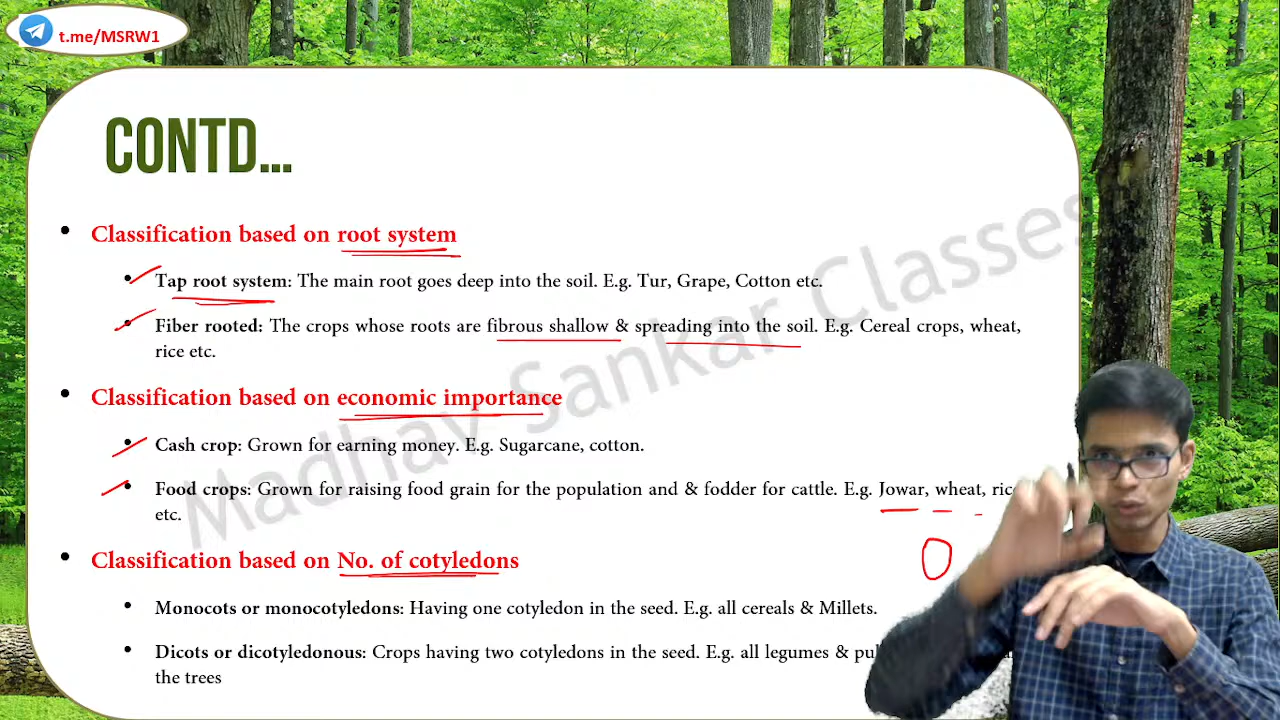 t.me/MSRW1
CONTD...
• Classification based on root system
• Tap root system: The main root goes deep into the soil. E.g. Tur, Grape, Cotton etc.
• Fiber rooted: The crops whose roots are fibrous shallow & spreading into the soil. E.g. Cereal crops, wheat,
rice etc.
• Classification based on economic importance
• Cash crop: Grown for earning money. E.g. Sugarcane, cotton.
• Food crops: Grown for raising food grain for the population and & fodder for cattle. E.g. Jowar, wheat,
etc.
• Classification based on No. of cotyledons
• Monocots or monocotyledons: Having one cotyledon in the seed. E.g. all cereals & Millets.
• Dicots or dicotyledonous: Crops having two cotyledons in the seed. E.g. all legumes &
the trees
Madhav Sankar Classes